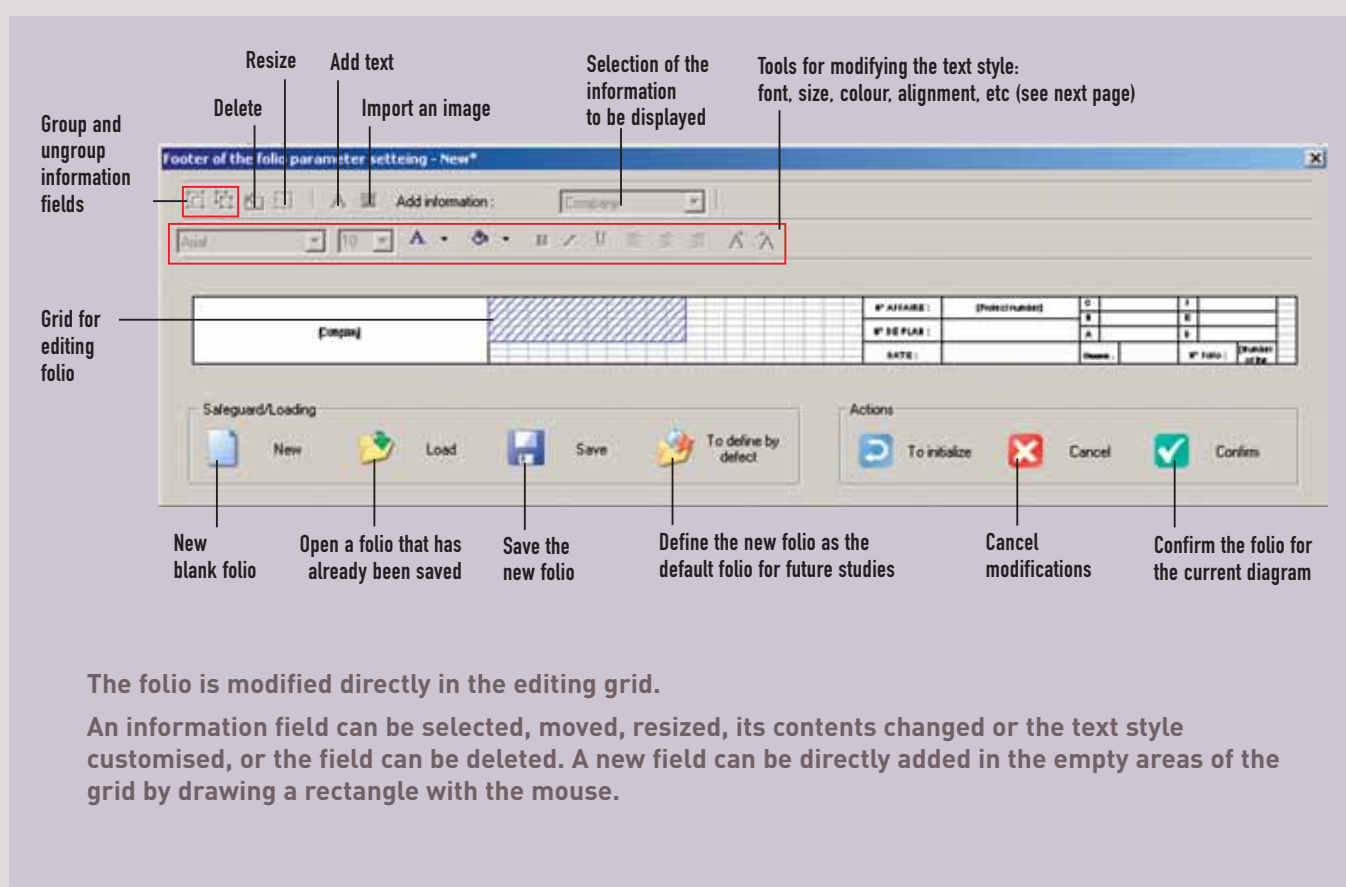 Resize
Add text
Selection of the
information
to be displayed
Tools for modifying the text style:
font, size, colour, alignment, etc (see next page)
Delete
Import an image
Group and
ungroup
information
fields
Footer of the folio parameter setteing - New*
Add information :
Company
Arial
10
Grid for
editing
folio
[Company]
N° AFFAIRE :
[Project number]
N° DE PLAN :
DATE :
C
B
A
F
E
D
N° Folio :
[Number
of the
Safeguard/Loading
New
Load
Save
To define by
defect
Actions
To initialize
Cancel
Confirm
New
blank folio
Open a folio that has
already been saved
Save the
new folio
Define the new folio as the
default folio for future studies
Cancel
modifications
Confirm the folio for
the current diagram
The folio is modified directly in the editing grid.
An information field can be selected, moved, resized, its contents changed or the text style
customised, or the field can be deleted. A new field can be directly added in the empty areas of the
grid by drawing a rectangle with the mouse.